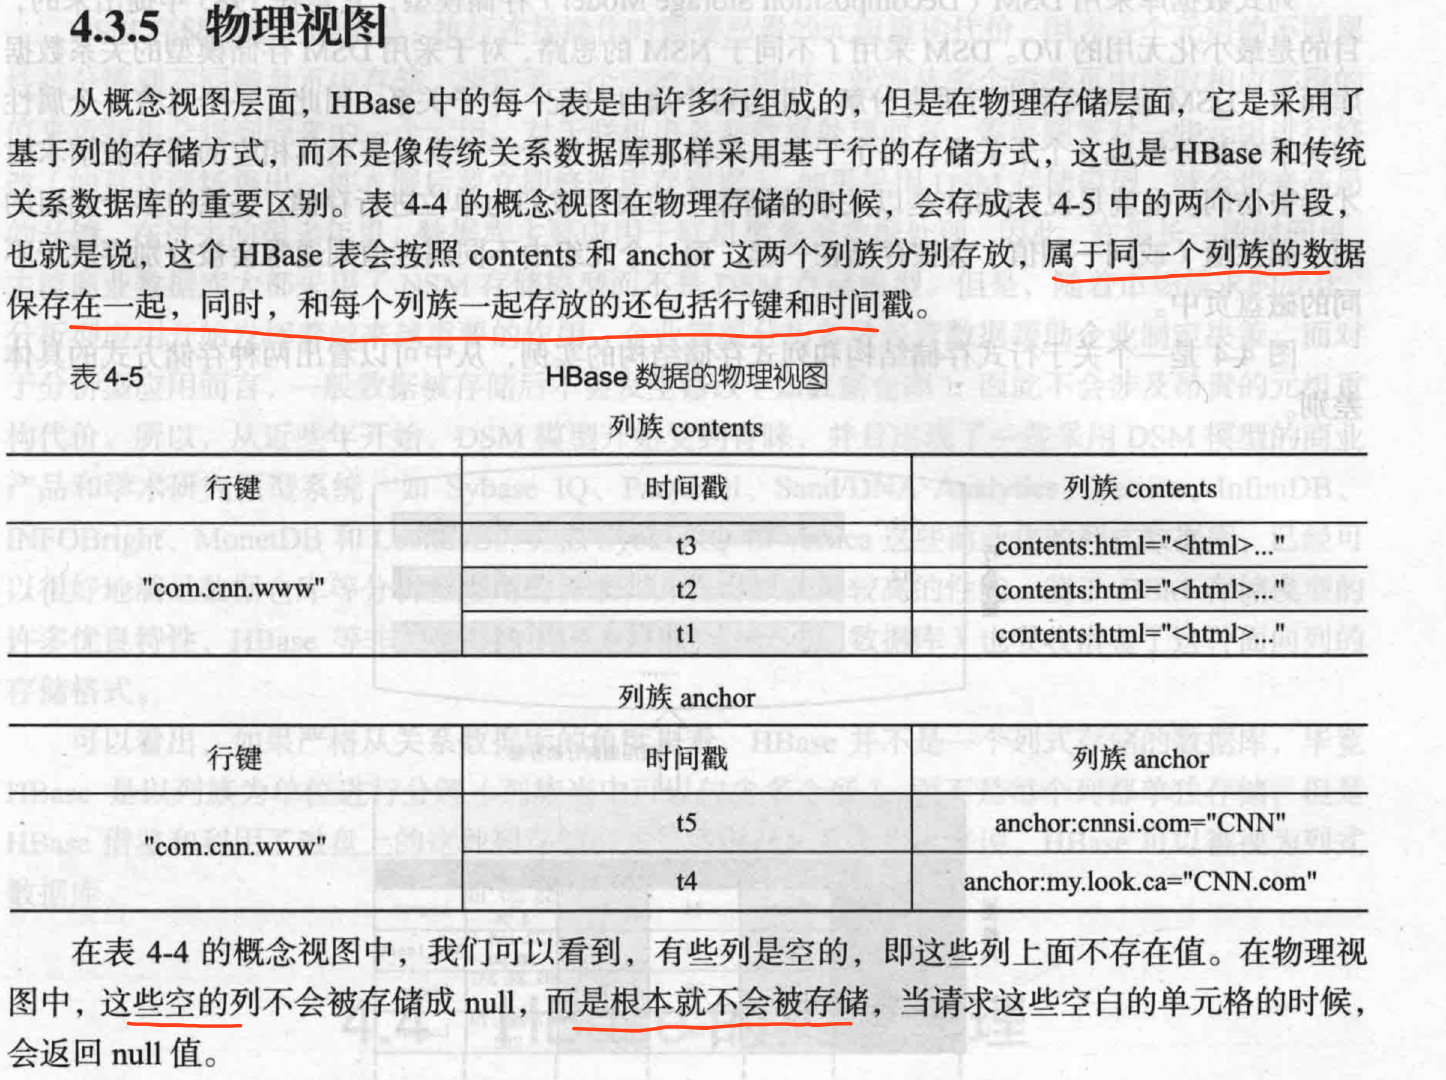 4.3.5 物理视图
从概念视图层面，HBase 中的每个表是由许多行组成的，但是在物理存储层面，它是采用了
基于列的存储方式，而不是像传统关系数据库那样采用基于行的存储方式，这也是 HBase 和传统
关系数据库的重要区别。表 4-4 的概念视图在物理存储的时候，会存成表 4-5 中的两个小片段，
也就是说，这个 HBase 表会按照 contents 和 anchor 这两个列族分别存放，属于同一个列族的数据
保存在一起，同时，和每个列族一起存放的还包括行键和时间戳。
表 4-5 HBase 数据的物理视图
列族 contents
行键 时间戳 列族 contents
t3 contents:html="<html>..."
"com.cnn.www" t2 contents:html="<html>..."
t1 contents:html="<html>..."
列族 anchor
行键 时间戳 列族 anchor
t5 anchor:cnnsi.com="CNN"
"com.cnn.www"
t4 anchor:my.look.ca="CNN.com"
在表 4-4 的概念视图中，我们可以看到，有些列是空的，即这些列上面不存在值。在物理视
图中，这些空的列不会被存储成 null，而是根本就不会被存储，当请求这些空白的单元格的时候，
会返回 null 值。